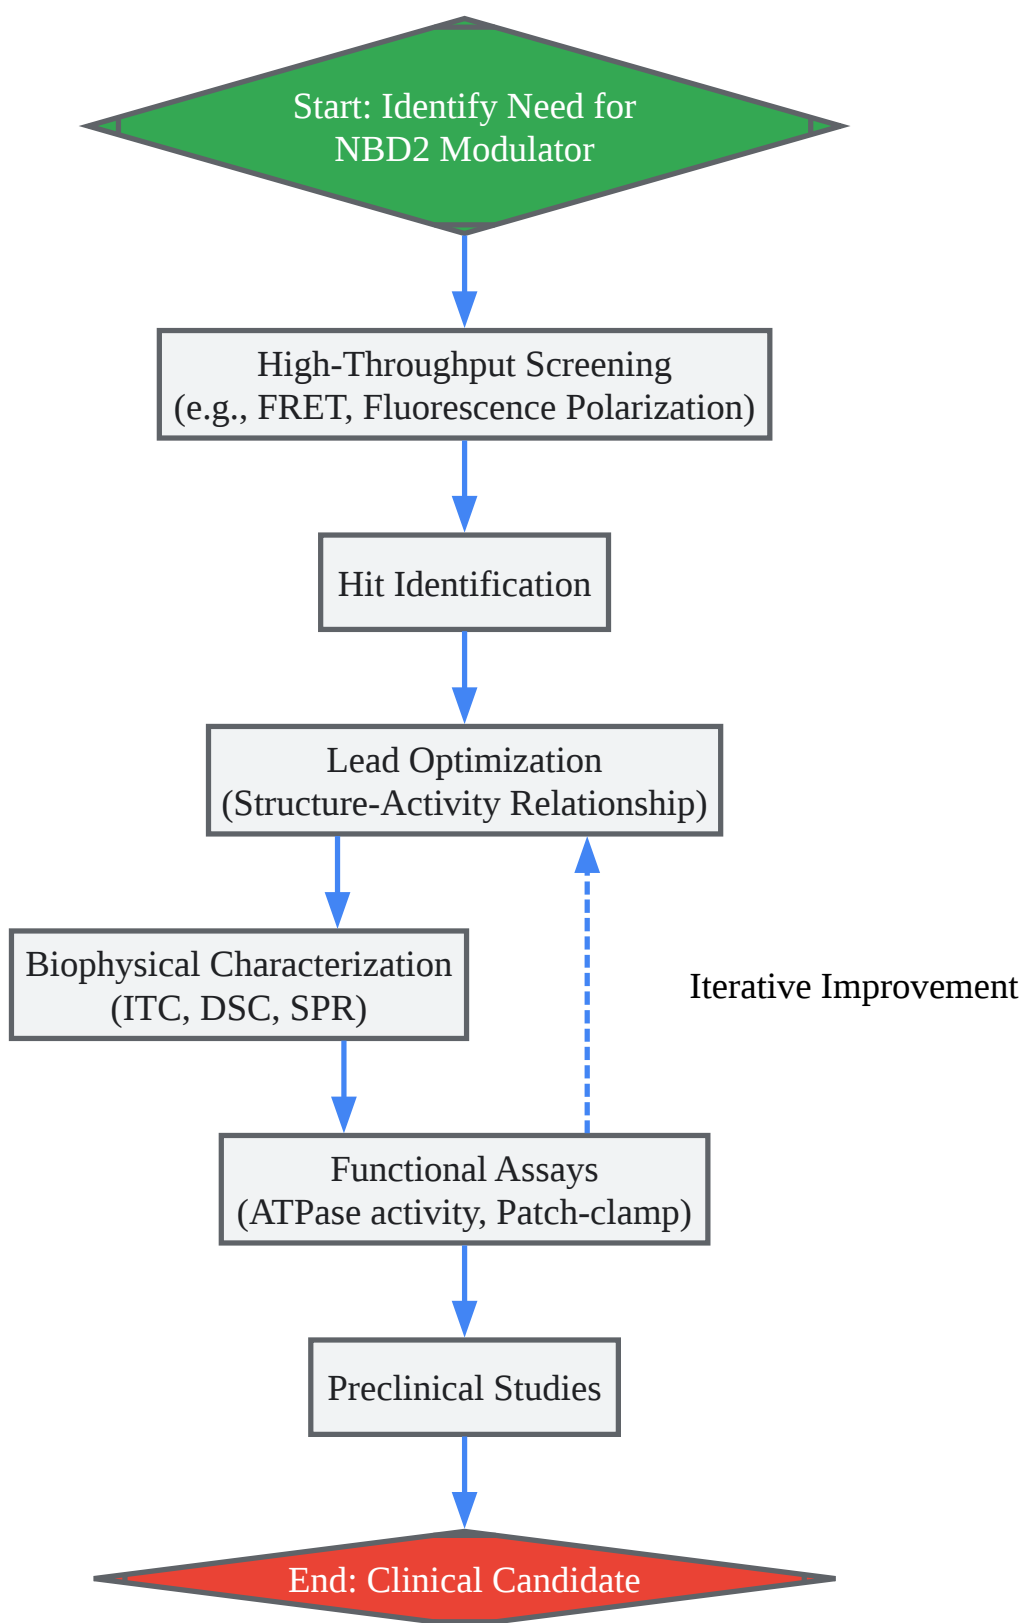 Start: Identify Need for
NBD2 Modulator
High-Throughput Screening
(e.g., FRET, Fluorescence Polarization)
Hit Identification
Lead Optimization
(Structure-Activity Relationship)
Biophysical Characterization
(ITC, DSC, SPR)
Iterative Improvement
Functional Assays
(ATPase activity, Patch-clamp)
Preclinical Studies
End: Clinical Candidate